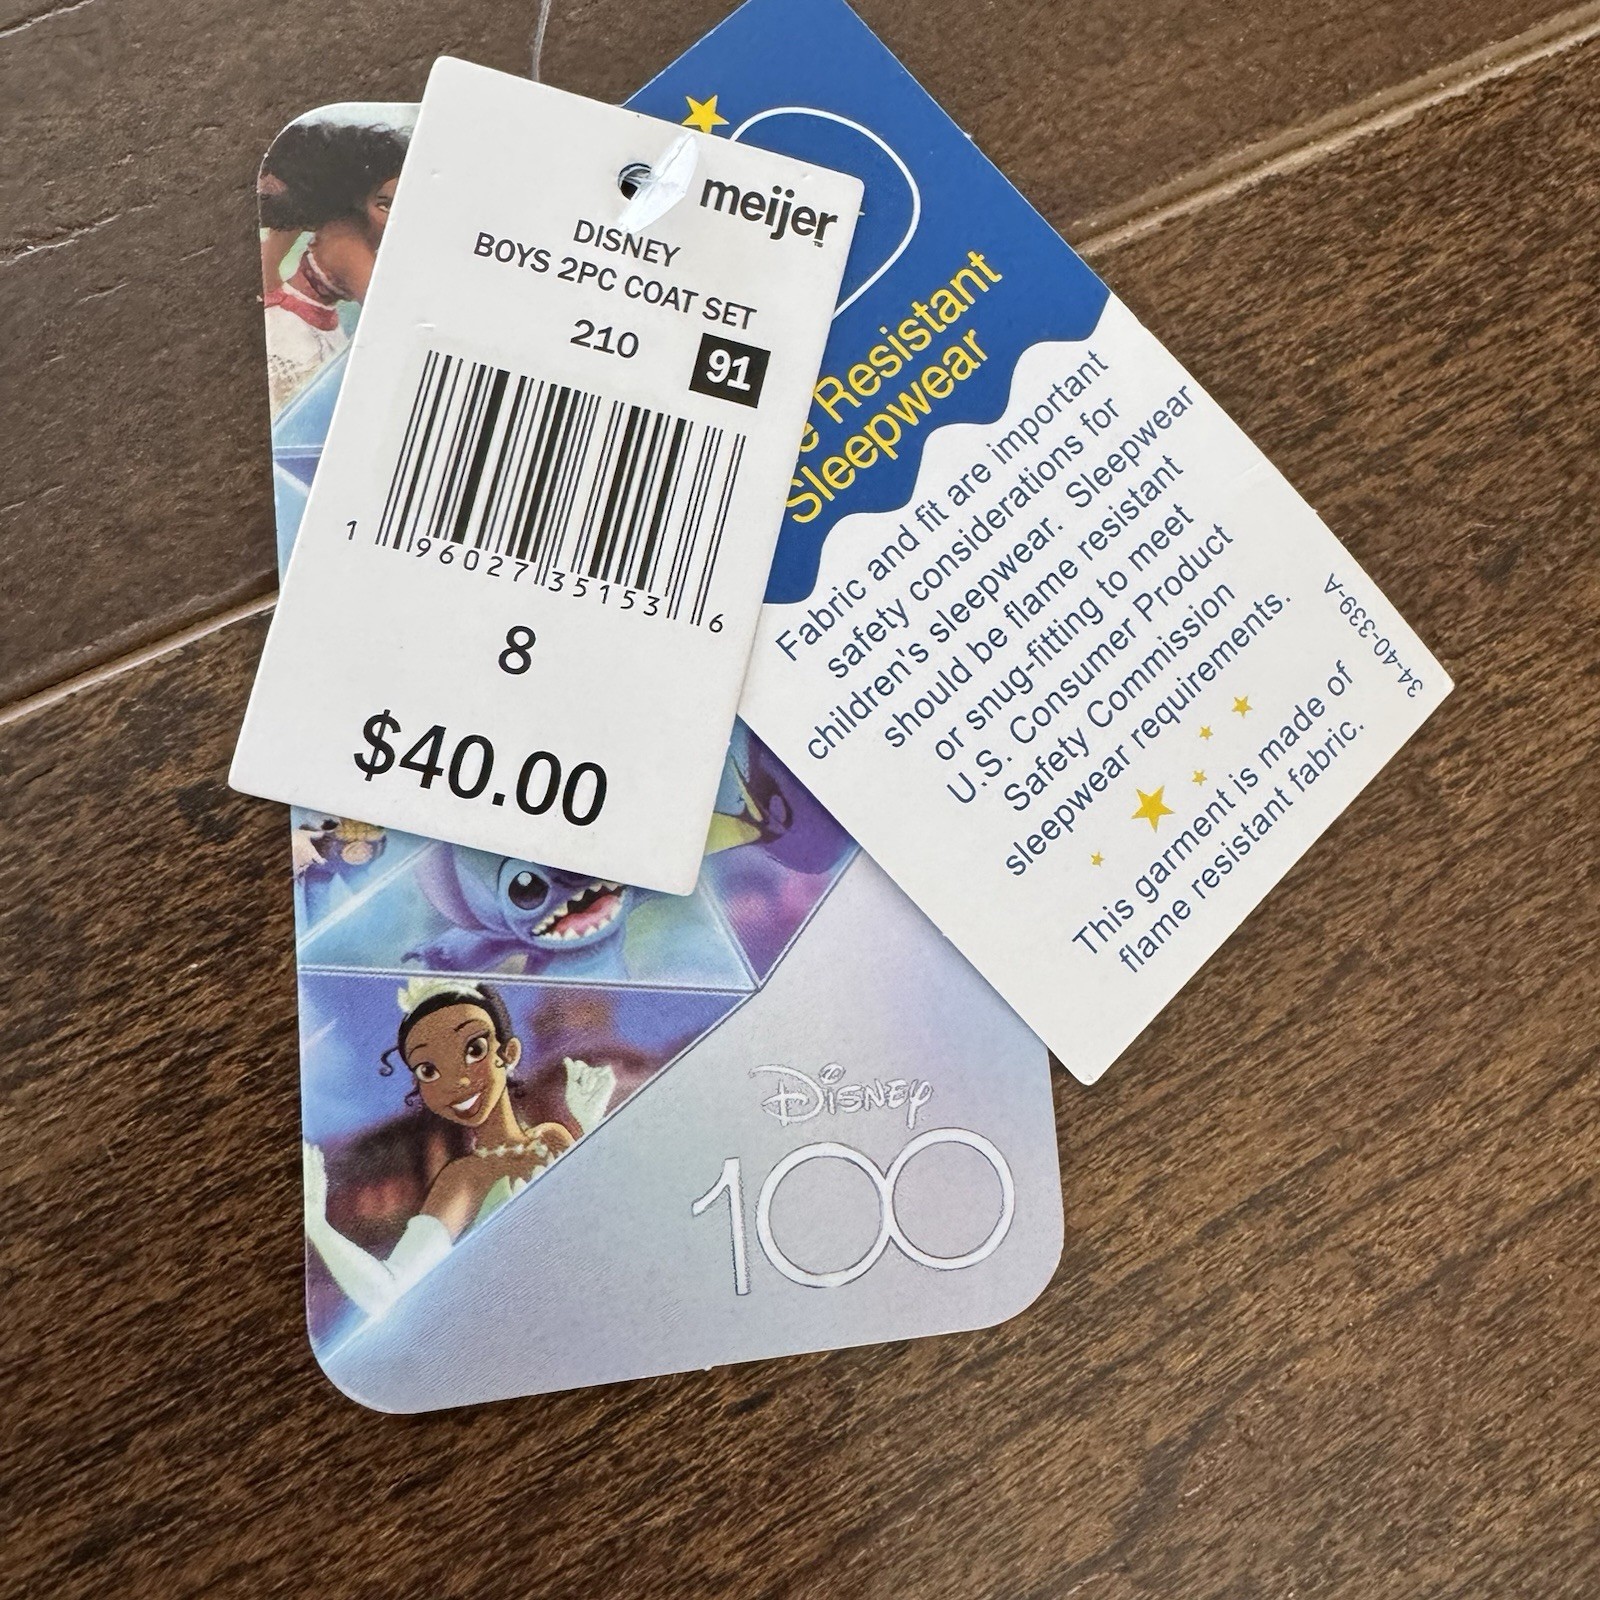 meijer™
DISNEY
BOYS 2PC COAT SET
210
91
1 96027 35153 6
8
$40.00
Resistant
Sleepwear
Fabric and fit are important
safety considerations for
children's sleepwear. Sleepwear
should be flame resistant
or snug-fitting to meet
U.S. Consumer Product
Safety Commission
sleepwear requirements.
This garment is made of
flame resistant fabric.
34-40-339-A
Disney
100